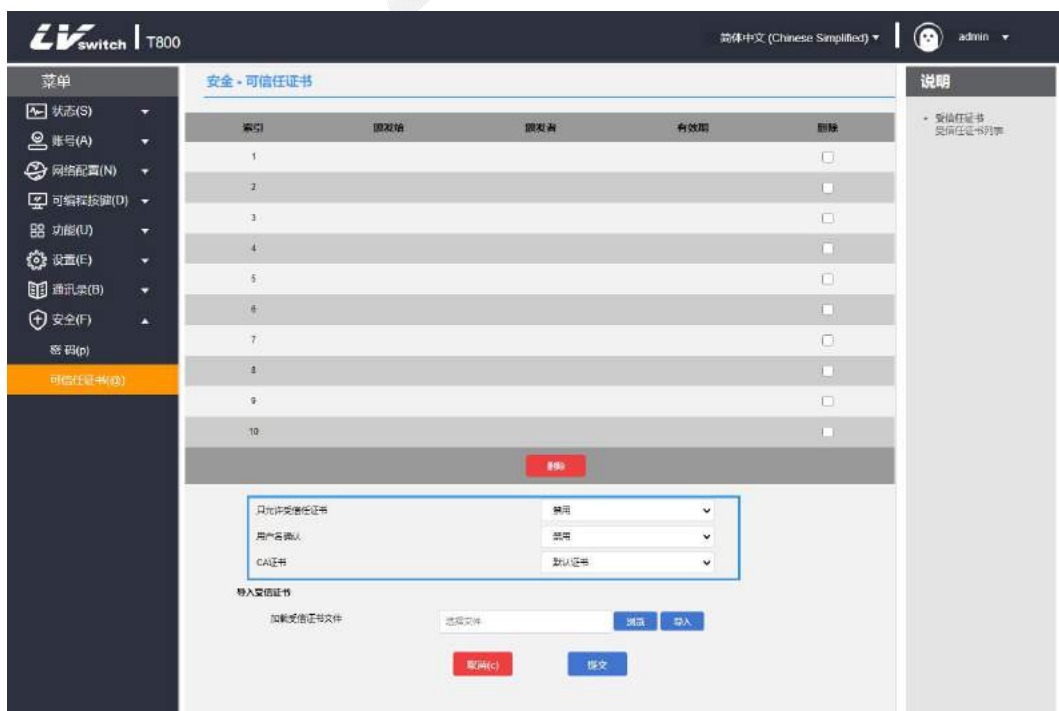 LVswitch T800
简体中文 (Chinese Simplified) ▾
admin ▾
菜单
状态(S)
账号(A)
网络配置(N)
可编程按键(D)
功能(U)
设置(E)
通讯录(B)
安全(F)
密码(p)
可信任证书(@)
安全 - 可信任证书
索引 颁发给 颁发者 有效期 删除
1
2
3
4
5
6
7
8
9
10
删除
只允许受信任证书 禁用
用户名确认 禁用
CA证书 默认证书
导入受信证书
加载受信证书文件 选择文件 浏览 导入
取消(c) 提交
说明
受信任证书
受信任证书列表